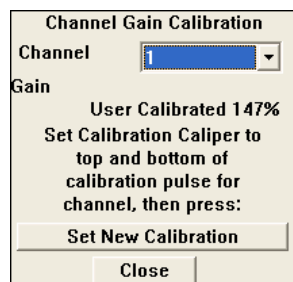 Channel Gain Calibration
Channel 1
Gain
User Calibrated 147%
Set Calibration Caliper to
top and bottom of
calibration pulse for
channel, then press:
Set New Calibration
Close